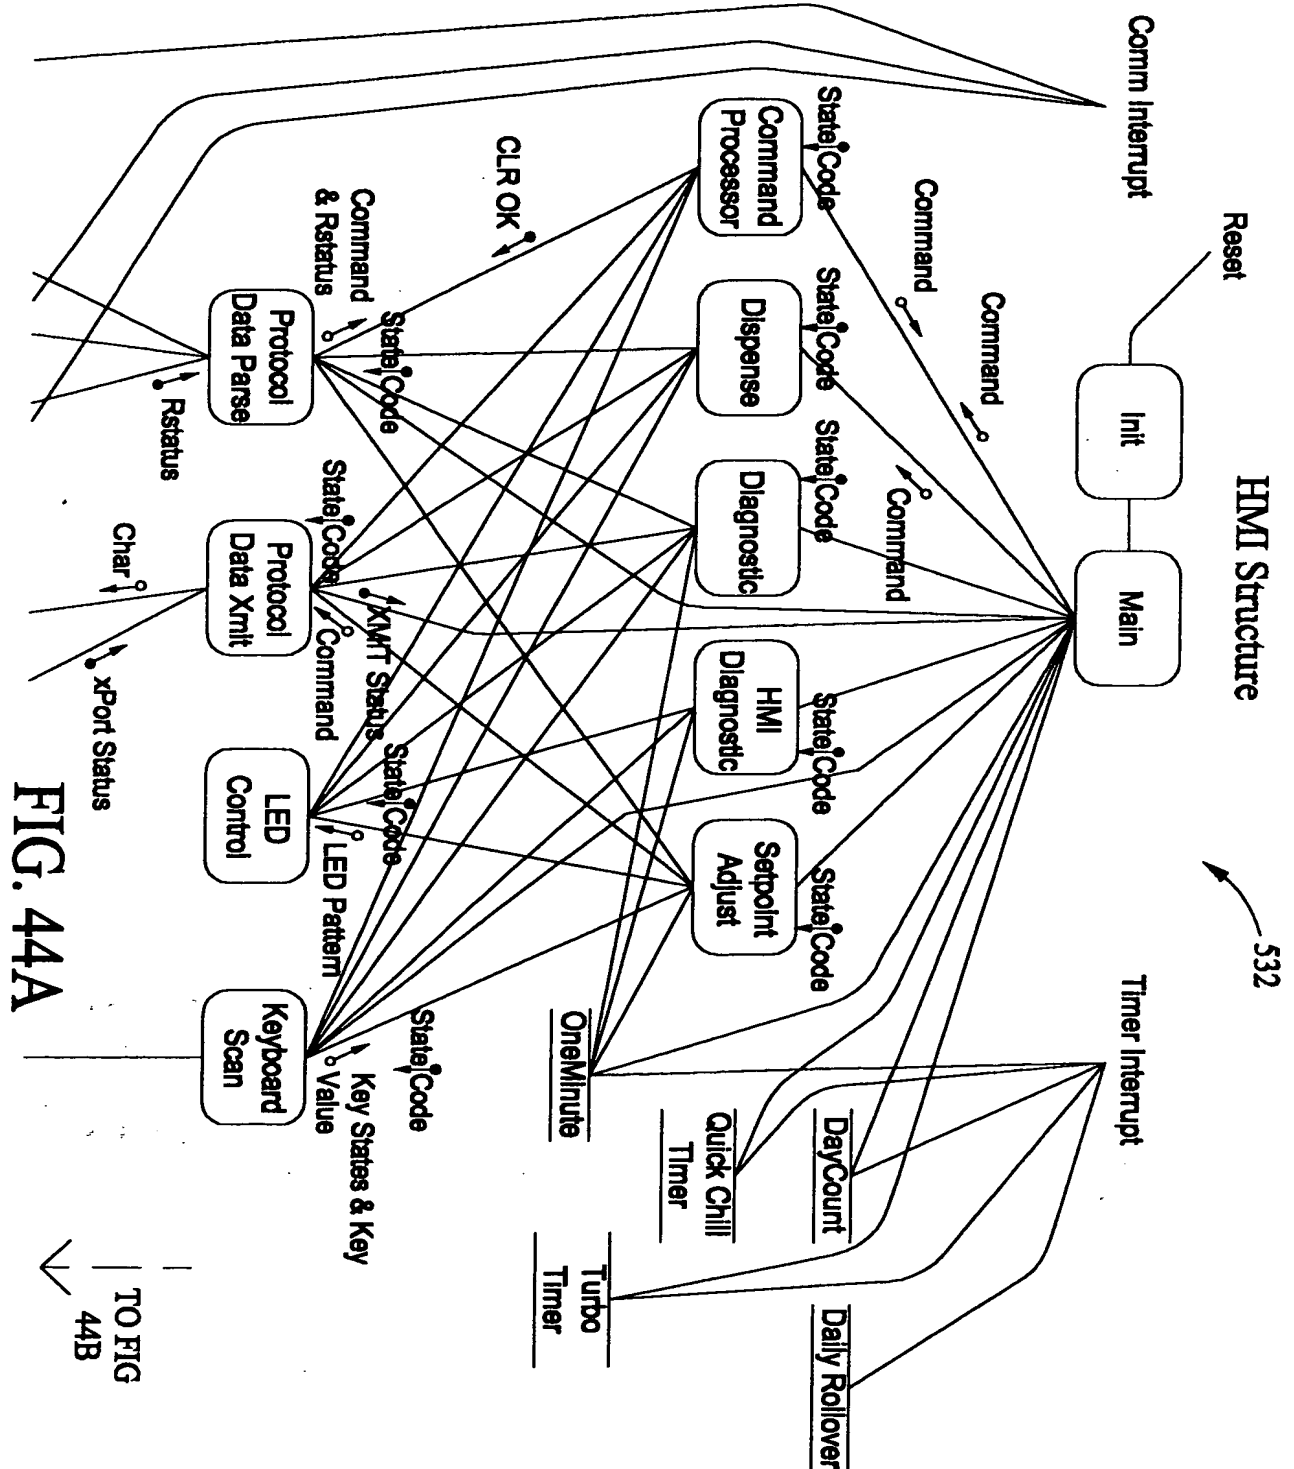 HMI Structure
532
Comm Interrupt
Reset
Init
Main
Timer Interrupt
Command
Command
Command
State Code
Command
Processor
State Code
Dispense
State Code
Diagnostic
State Code
HMI
Diagnostic
State Code
Setpoint
Adjust
DayCount
Daily Rollover
Quick Chill
Timer
OneMinute
Turbo
Timer
CLR OK
Command
& Rstatus
State Code
Protocol
Data Parse
Rstatus
State Code
XMIT Status
Command
Protocol
Data Xmit
Char
xPort Status
State Code
LED Pattern
LED
Control
State Code
Key States & Key
Value
Keyboard
Scan
TO FIG
44B
FIG. 44A